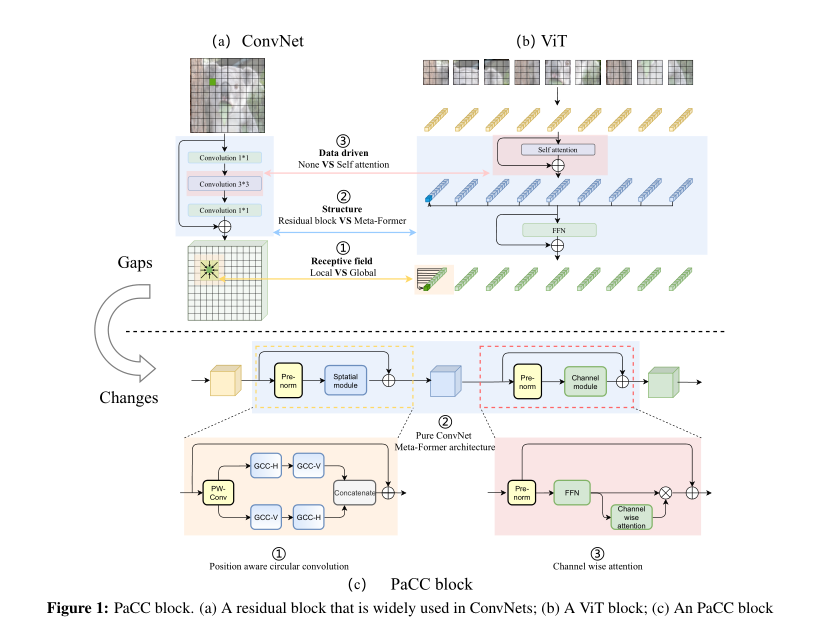 (a) ConvNet
(b) ViT
③
Data driven
None VS Self attention
Convolution 1*1
Convolution 3*3
Convolution 1*1
Self attention
②
Structure
Residual block VS Meta-Former
FFN
①
Receptive field
Local VS Global
Gaps
Changes
Pre-
norm
Sptatial
module
Pre-
norm
Channel
module
②
Pure ConvNet
Meta-Former architecture
PW-
Conv
GCC-H
GCC-V
GCC-V
GCC-H
Concatenate
Pre-
norm
FFN
Channel
wise
attention
①
Position aware circular convolution
③
Channel wise attention
(c) PaCC block
Figure 1: PaCC block. (a) A residual block that is widely used in ConvNets; (b) A ViT block; (c) An PaCC block